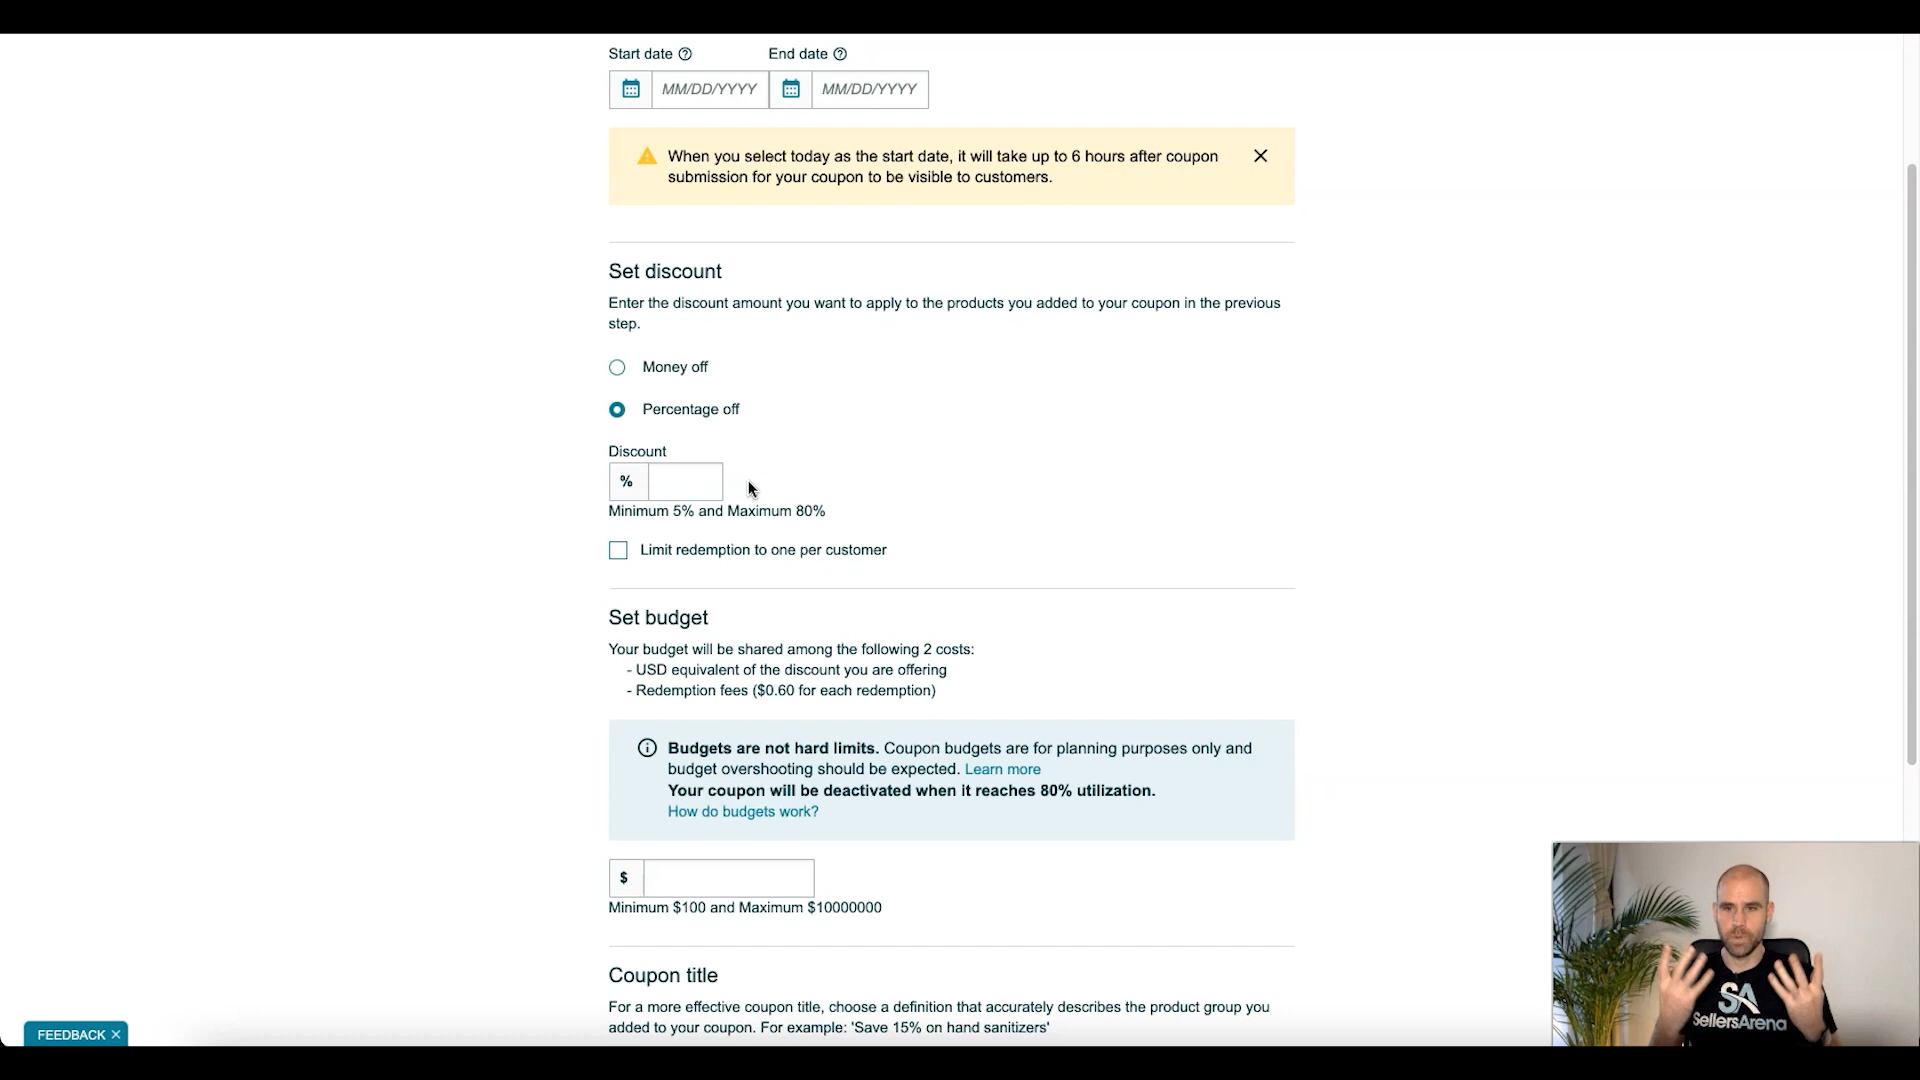 Start date End date
MM/DD/YYYY MM/DD/YYYY
When you select today as the start date, it will take up to 6 hours after coupon
submission for your coupon to be visible to customers.
Set discount
Enter the discount amount you want to apply to the products you added to your coupon in the previous
step.
Money off
Percentage off
Discount
%
Minimum 5% and Maximum 80%
Limit redemption to one per customer
Set budget
Your budget will be shared among the following 2 costs:
- USD equivalent of the discount you are offering
- Redemption fees ($0.60 for each redemption)
Budgets are not hard limits. Coupon budgets are for planning purposes only and
budget overshooting should be expected. Learn more
Your coupon will be deactivated when it reaches 80% utilization.
How do budgets work?
$
Minimum $100 and Maximum $10000000
Coupon title
For a more effective coupon title, choose a definition that accurately describes the product group you
added to your coupon. For example: 'Save 15% on hand sanitizers'
FEEDBACK
SA
SellersArena